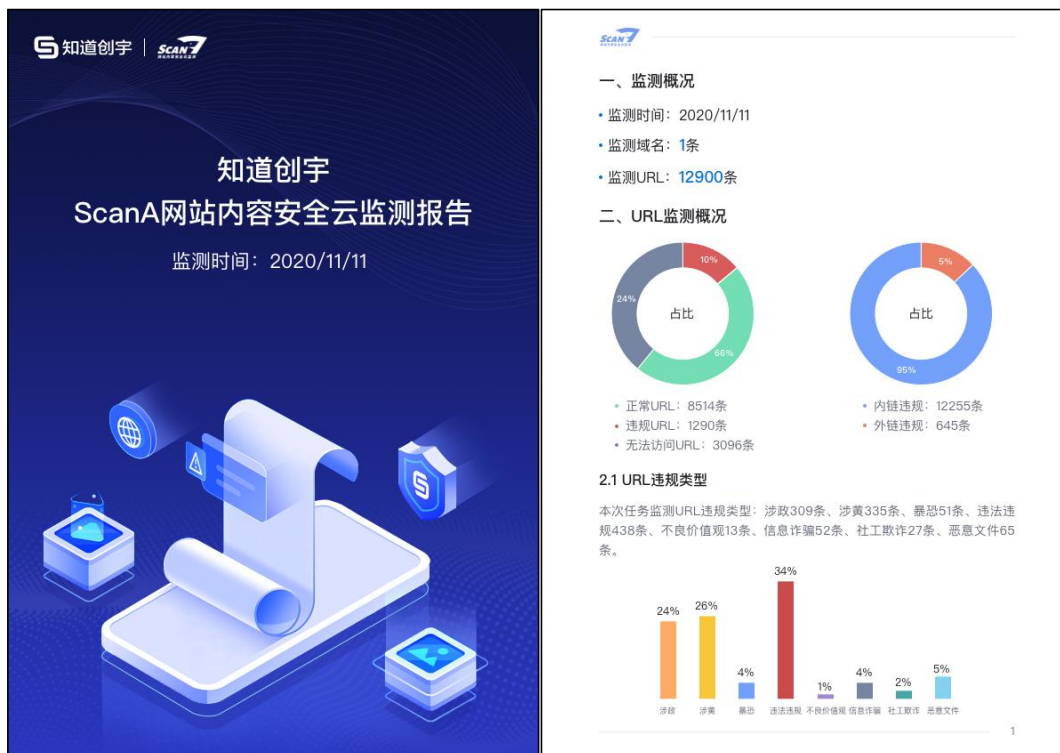 知道创宇
SCAN
知道创宇
ScanA网站内容安全云监测报告
监测时间：2020/11/11
SCAN
一、监测概况
• 监测时间：2020/11/11
• 监测域名：1条
• 监测URL：12900条
二、URL监测概况
10%
24%
占比
66%
5%
占比
95%
• 正常URL：8514条
• 违规URL：1290条
• 无法访问URL：3096条
• 内链违规：12255条
• 外链违规：645条
2.1 URL违规类型
本次任务监测URL违规类型：涉政309条、涉黄335条、暴恐51条、违法违
规438条、不良价值观13条、信息诈骗52条、社工欺诈27条、恶意文件65
条。
24%
26%
4%
34%
1%
4%
2%
5%
涉政
涉黄
暴恐
违法违规
不良价值观
信息诈骗
社工欺诈
恶意文件
1